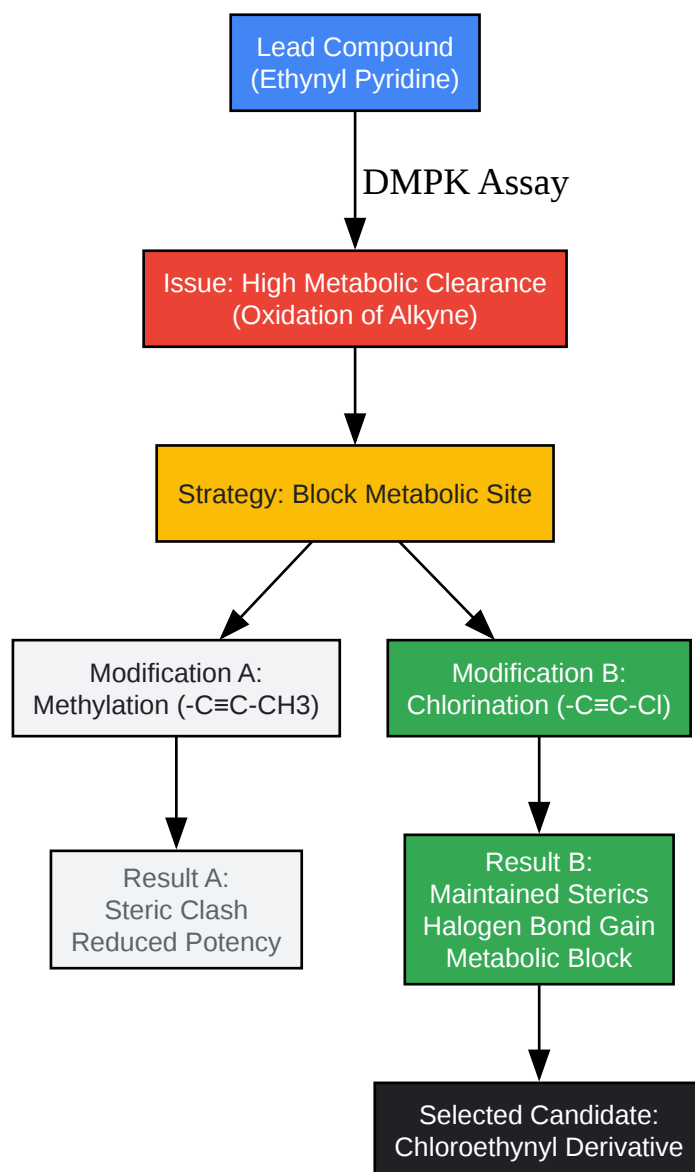 Lead Compound
(Ethynyl Pyridine)
DMPK Assay
Issue: High Metabolic Clearance
(Oxidation of Alkyne)
Strategy: Block Metabolic Site
Modification A:
Methylation (-C≡C-CH3)
Modification B:
Chlorination (-C≡C-Cl)
Result A:
Steric Clash
Reduced Potency
Result B:
Maintained Sterics
Halogen Bond Gain
Metabolic Block
Selected Candidate:
Chloroethynyl Derivative